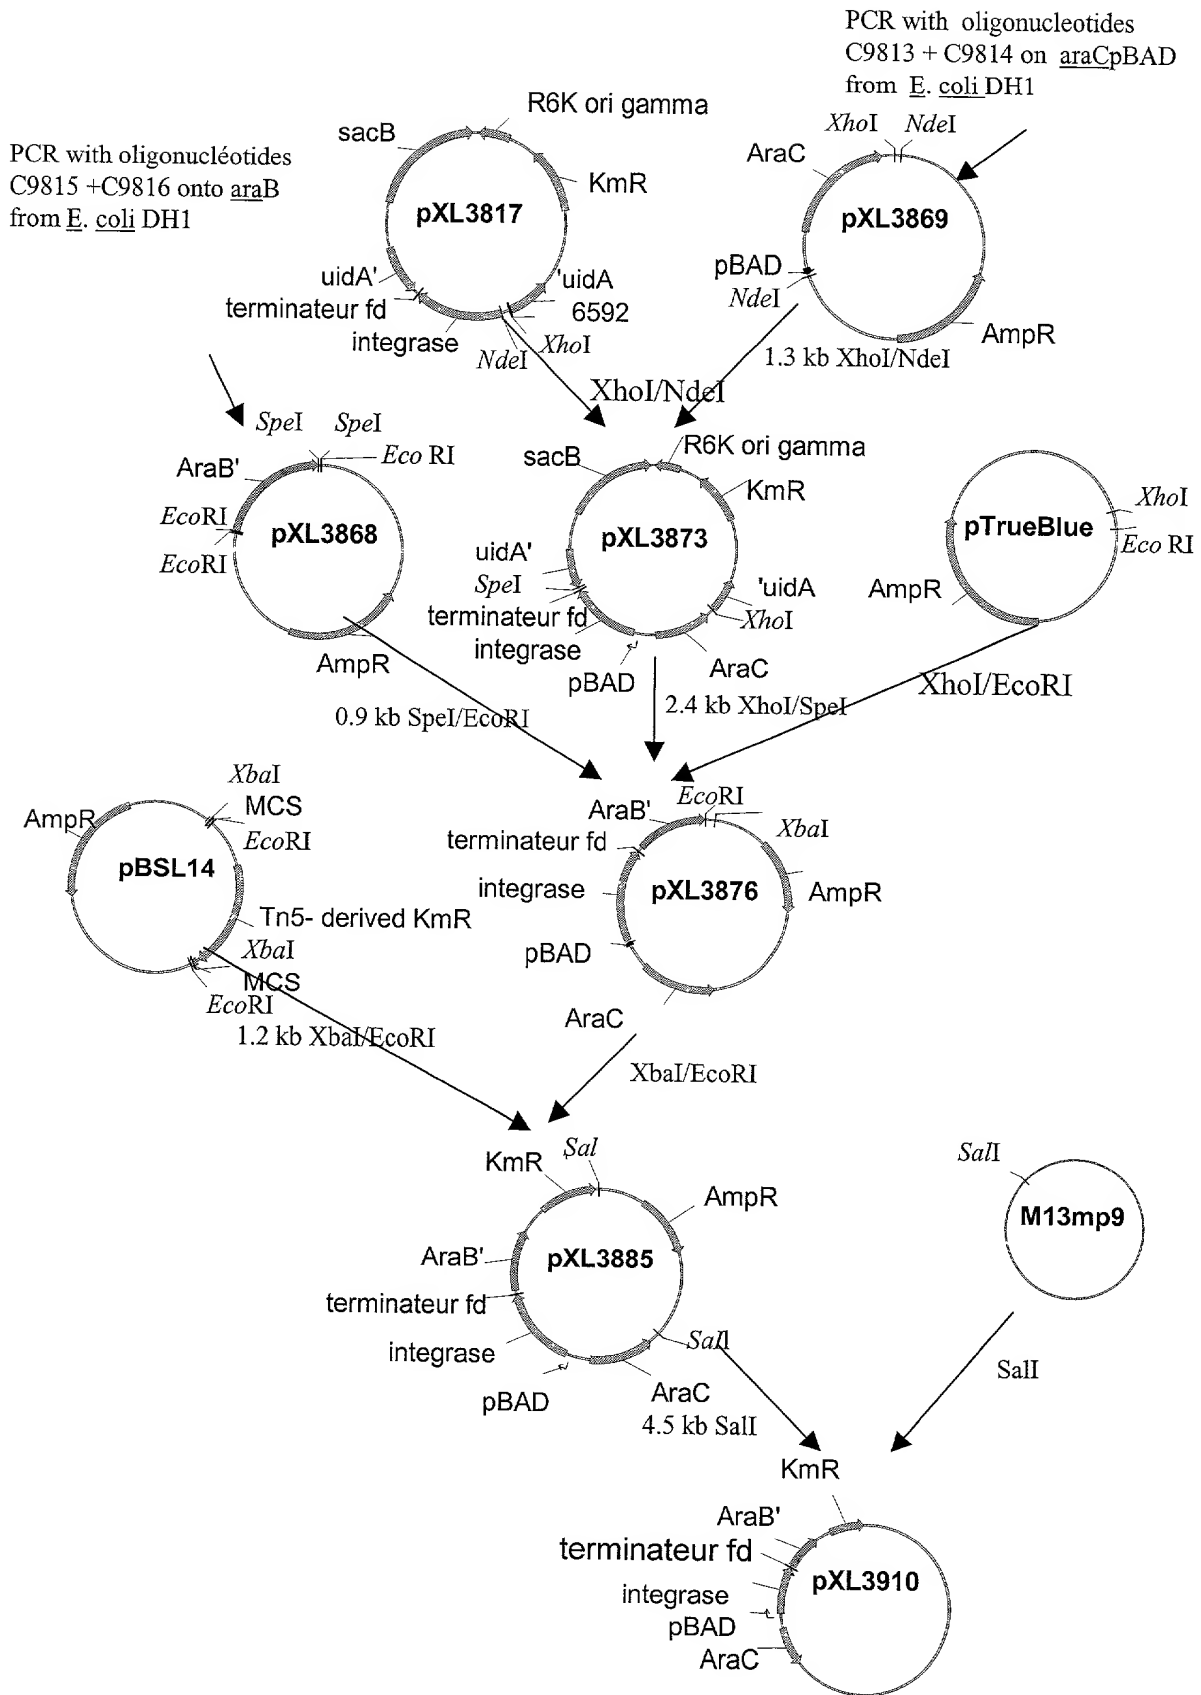 PCR with oligonucleotides
C9813 + C9814 on araCpBAD
from E. coli DH1
PCR with oligonucléotides
C9815 +C9816 onto araB
from E. coli DH1
sacB
R6K ori gamma
KmR
pXL3817
uidA'
terminateur fd
integrase
'uidA
6592
XhoI
NdeI
XhoI
NdeI
AraC
pXL3869
pBAD
NdeI
AmpR
1.3 kb XhoI/NdeI
XhoI/NdeI
SpeI
SpeI
Eco RI
AraB'
EcoRI
EcoRI
pXL3868
AmpR
0.9 kb SpeI/EcoRI
sacB
R6K ori gamma
KmR
pXL3873
uidA'
SpeI
terminateur fd
integrase
pBAD
'uidA
XhoI
AraC
2.4 kb XhoI/SpeI
pTrueBlue
XhoI
Eco RI
AmpR
XhoI/EcoRI
XbaI
MCS
EcoRI
AmpR
pBSL14
Tn5- derived KmR
XbaI
MCS
EcoRI
1.2 kb XbaI/EcoRI
AraB'
EcoRI
XbaI
terminateur fd
integrase
pXL3876
AmpR
pBAD
AraC
XbaI/EcoRI
KmR
Sal
AmpR
AraB'
pXL3885
terminateur fd
integrase
pBAD
SalI
AraC
4.5 kb SalI
SalI
M13mp9
SalI
KmR
AraB'
terminateur fd
pXL3910
integrase
pBAD
AraC